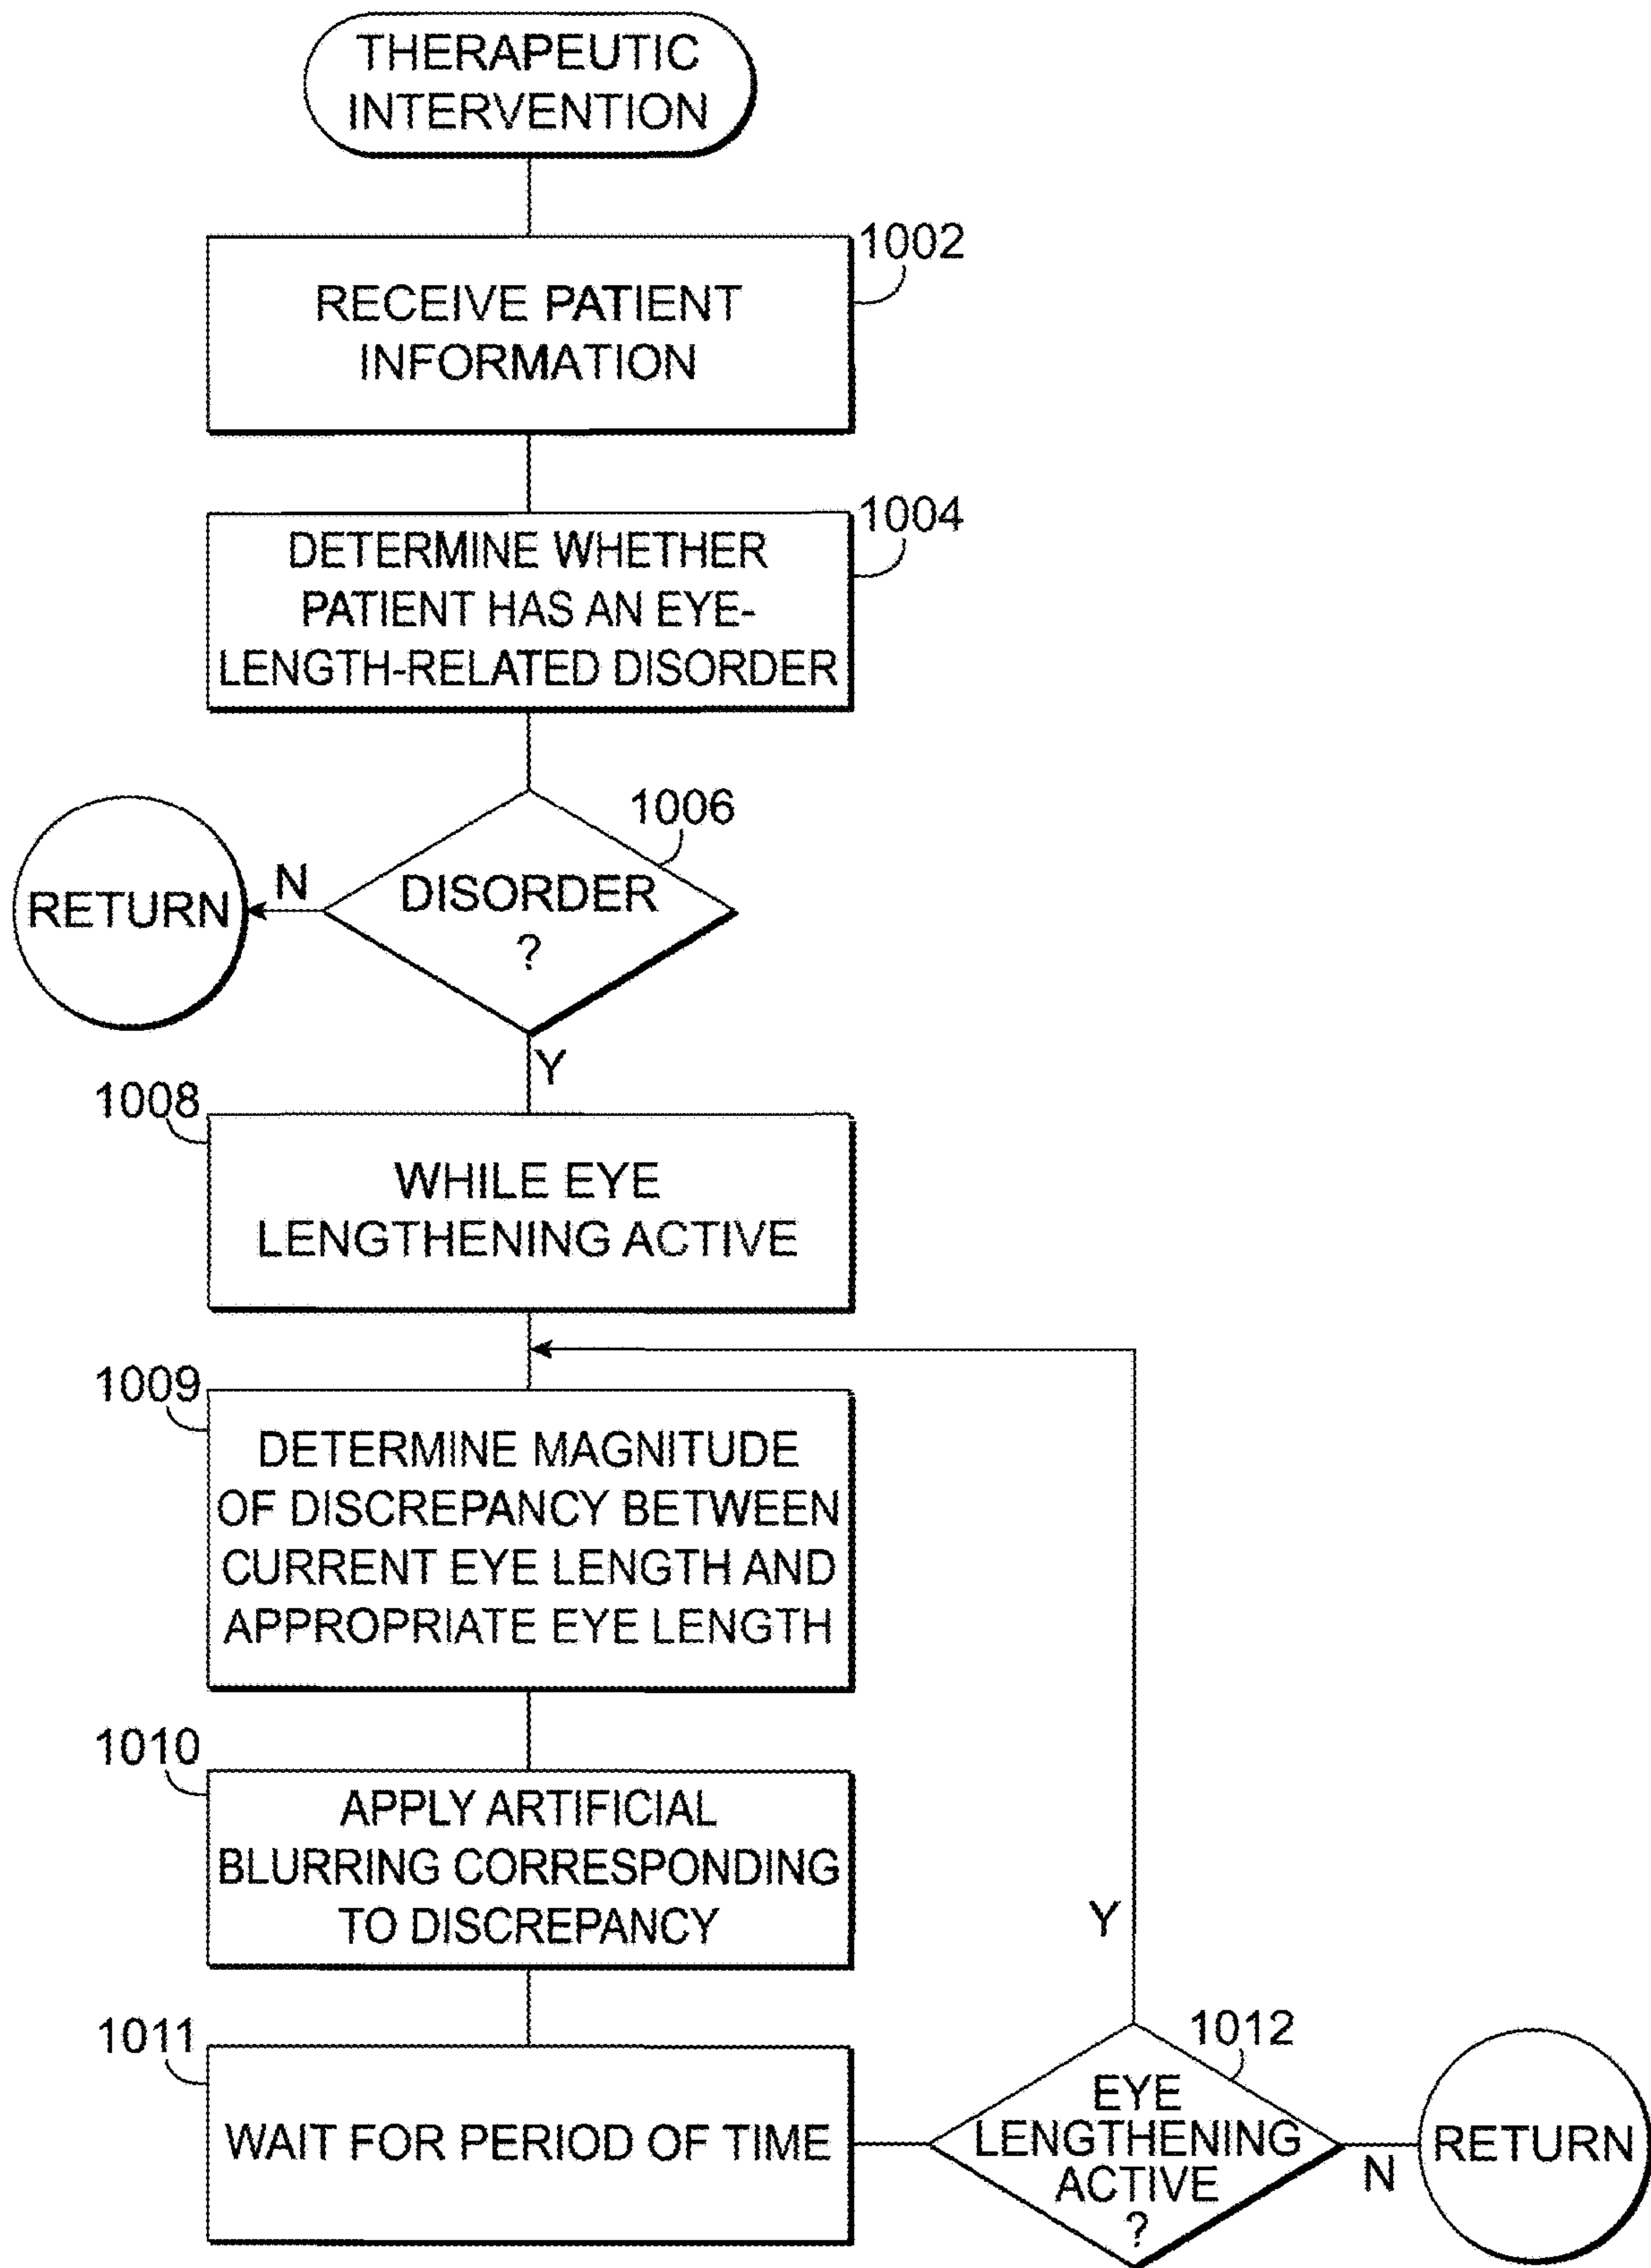 THERAPEUTIC
INTERVENTION
1002
RECEIVE PATIENT
INFORMATION
1004
DETERMINE WHETHER
PATIENT HAS AN EYE-
LENGTH-RELATED DISORDER
1006
DISORDER
?
N
RETURN
Y
1008
WHILE EYE
LENGTHENING ACTIVE
1009
DETERMINE MAGNITUDE
OF DISCREPANCY BETWEEN
CURRENT EYE LENGTH AND
APPROPRIATE EYE LENGTH
1010
APPLY ARTIFICIAL
BLURRING CORRESPONDING
TO DISCREPANCY
1011
WAIT FOR PERIOD OF TIME
1012
EYE
LENGTHENING
ACTIVE
?
Y
N
RETURN